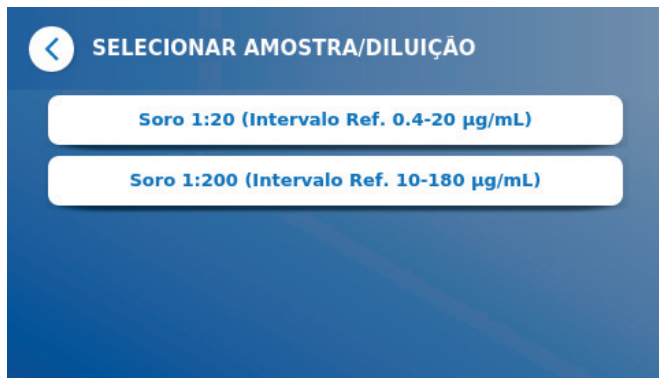 SELECIONAR AMOSTRA/DILUIÇÃO
Soro 1:20 (Intervalo Ref. 0.4-20 µg/mL)
Soro 1:200 (Intervalo Ref. 10-180 µg/mL)